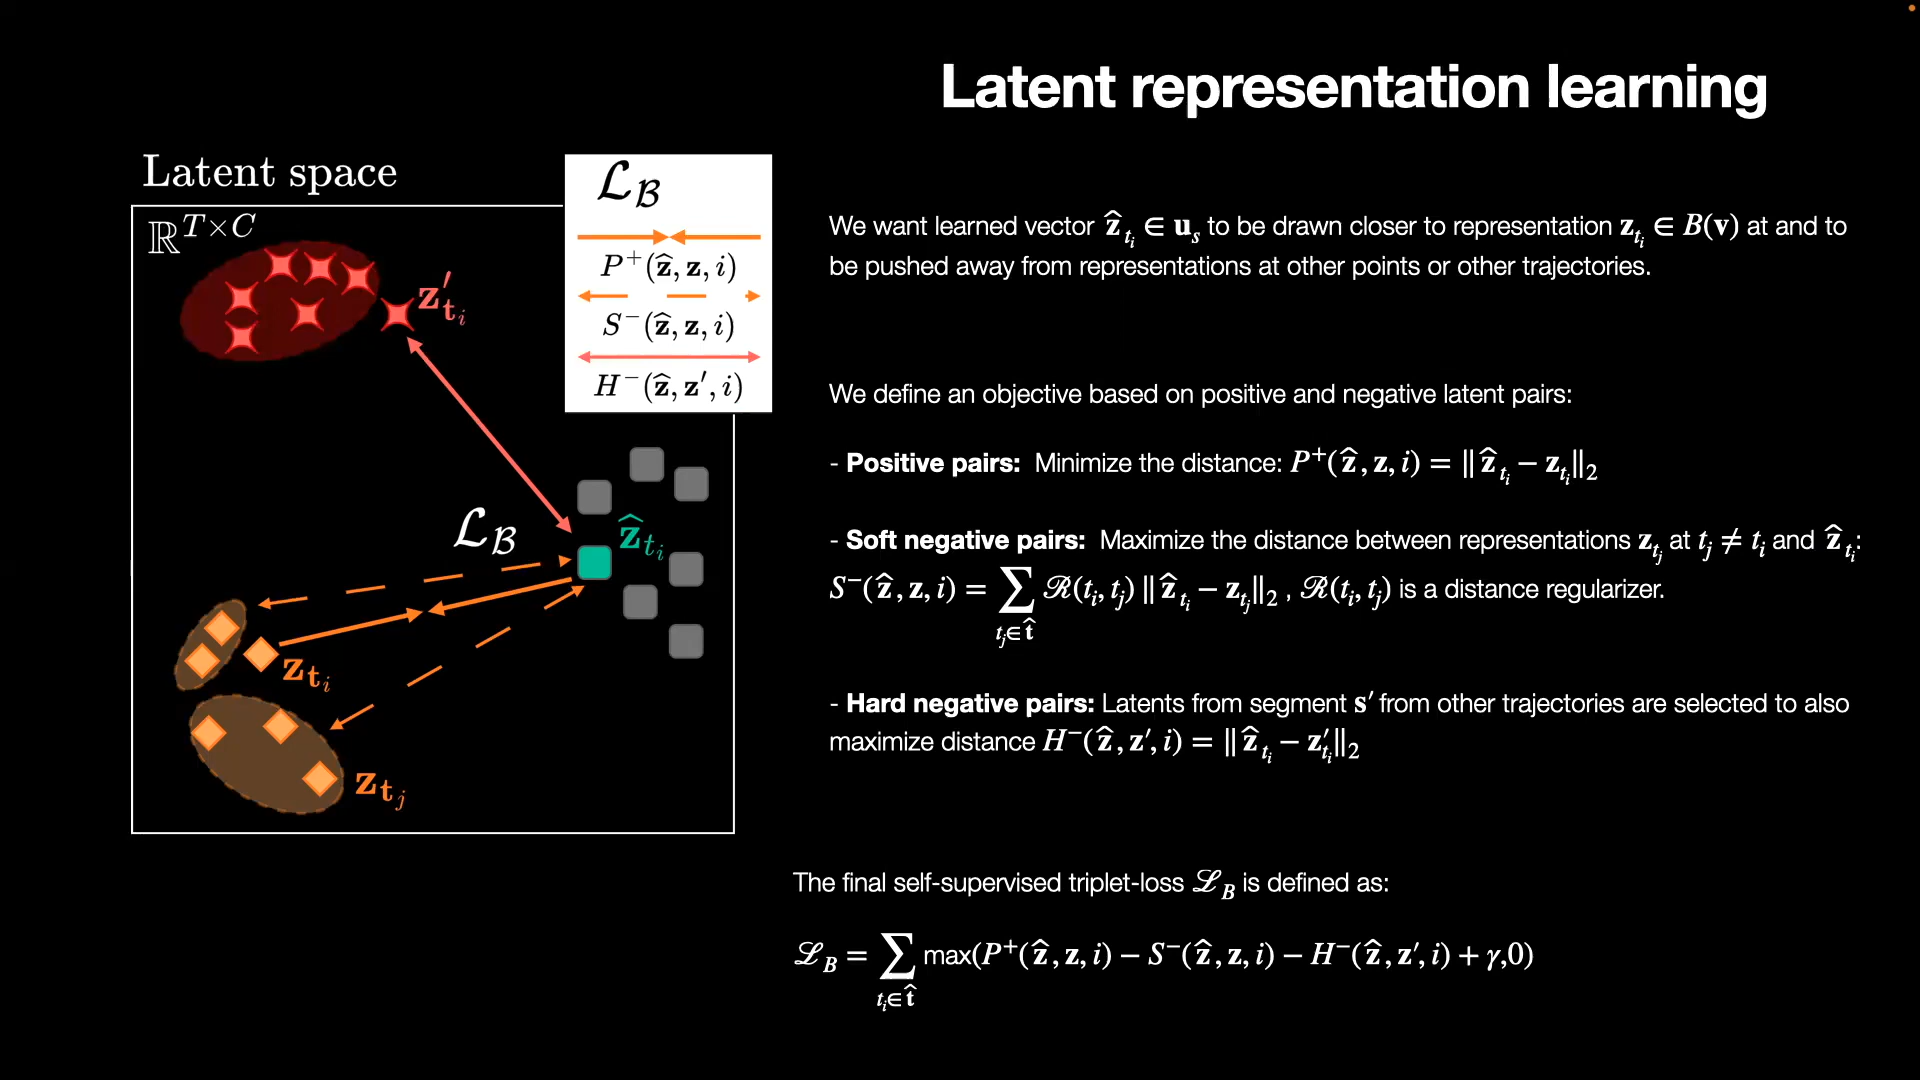 Latent representation learning
Latent space
ℝ^{T×C}
𝓛_𝓑
P⁺(ẑ, z, i)
S⁻(ẑ, z, i)
H⁻(ẑ, z′, i)
z′_{t_i}
𝓛_𝓑
ẑ_{t_i}
z_{t_i}
z_{t_j}
We want learned vector ẑ_{t_i} ∈ u_s to be drawn closer to representation z_{t_i} ∈ B(v) at and to
be pushed away from representations at other points or other trajectories.
We define an objective based on positive and negative latent pairs:
- Positive pairs: Minimize the distance: P⁺(ẑ, z, i) = ‖ẑ_{t_i} − z_{t_i}‖₂
- Soft negative pairs: Maximize the distance between representations z_{t_j} at t_j ≠ t_i and ẑ_{t_i}:
S⁻(ẑ, z, i) = ∑_{t_j∈t̂} ℛ(t_i, t_j) ‖ẑ_{t_i} − z_{t_j}‖₂ , ℛ(t_i, t_j) is a distance regularizer.
- Hard negative pairs: Latents from segment s′ from other trajectories are selected to also
maximize distance H⁻(ẑ, z′, i) = ‖ẑ_{t_i} − z′_{t_i}‖₂
The final self-supervised triplet-loss ℒ_B is defined as:
ℒ_B = ∑_{t_i∈t̂} max(P⁺(ẑ, z, i) − S⁻(ẑ, z, i) − H⁻(ẑ, z′, i) + γ,0)